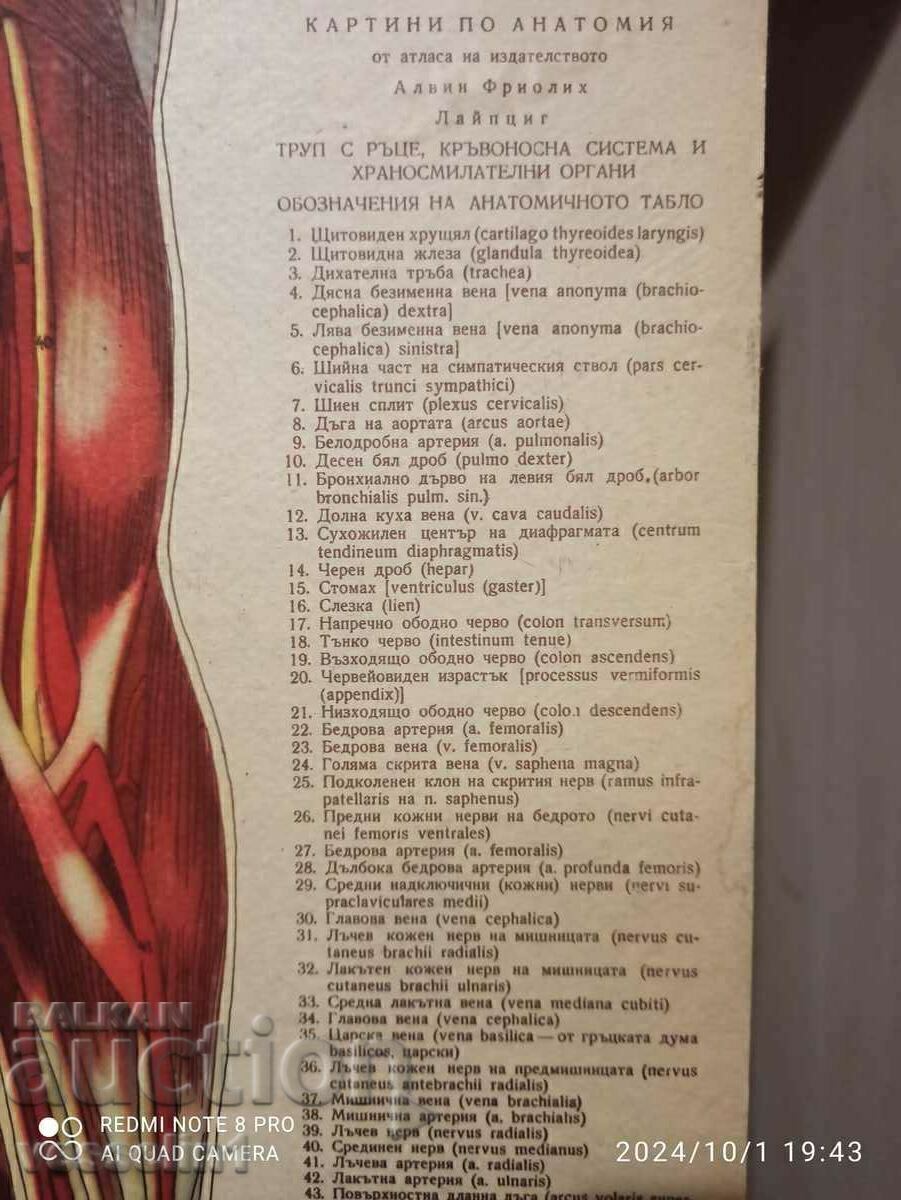 КАРТИНИ ПО АНАТОМИЯ
от атласа на издателството
Алвин Фриолих
Лайпциг
ТРУП С РЪЦЕ, КРЪВОНОСНА СИСТЕМА И
ХРАНОСМИЛАТЕЛНИ ОРГАНИ
ОБОЗНАЧЕНИЯ НА АНАТОМИЧНОТО ТАБЛО
1. Щитовиден хрущял (cartilago thyreoides laryngis)
2. Щитовидна жлеза (glandula thyreoidea)
3. Дихателна тръба (trachea)
4. Дясна безименна вена [vena anonyma (brachio-
cephalica) dextra]
5. Лява безименна вена [vena anonyma (brachio-
cephalica) sinistra]
6. Шийна част на симпатическия ствол (pars cer-
vicalis trunci sympathici)
7. Шиен сплит (plexus cervicalis)
8. Дъга на аортата (arcus aortae)
9. Белодробна артерия (a. pulmonalis)
10. Десен бял дроб (pulmo dexter)
11. Бронхиално дърво на левия бял дроб, (arbor
bronchialis pulm. sin.)
12. Долна куха вена (v. cava caudalis)
13. Сухожилен център на диафрагмата (centrum
tendineum diaphragmatis)
14. Черен дроб (hepar)
15. Стомах [ventriculus (gaster)]
16. Слезка (lien)
17. Напречно ободно черво (colon transversum)
18. Тънко черво (intestinum tenue)
19. Възходящо ободно черво (colon ascendens)
20. Червейовиден израстък [processus vermiformis
(appendix)]
21. Низходящо ободно черво (colon descendens)
22. Бедрова артерия (a. femoralis)
23. Бедрова вена (v. femoralis)
24. Голяма скрита вена (v. saphena magna)
25. Подколенен клон на скрития нерв (ramus infra-
patellaris на n. saphenus)
26. Предни кожни нерви на бедрото (nervi cuta-
nei femoris ventrales)
27. Бедрова артерия (a. femoralis)
28. Дълбока бедрова артерия (a. profunda femoris)
29. Средни надключични (кожни) нерви (nervi su-
praclaviculares medii)
30. Главова вена (vena cephalica)
31. Лъчев кожен нерв на мишницата (nervus cu-
taneus brachii radialis)
32. Лакътен кожен нерв на мишницата (nervus
cutaneus brachii ulnaris)
33. Средна лакътна вена (vena mediana cubiti)
34. Главова вена (vena cephalica)
35. Царска вена (vena basilica — от гръцката дума
basilicos, царски)
36. Лъчев кожен нерв на предмишницата (nervus
cutaneus antebrachii radialis)
37. Мишнична вена (vena brachialia)
38. Мишнична артерия (a. brachialis)
39. Лъчев нерв (nervus radialis)
40. Срединен нерв (nervus medianus)
41. Лъчева артерия (a. radialis)
42. Лакътна артерия (a. ulnaris)
43. Повърхностна дланна дъга (arcus volaris
40
BALKAN
auction
REDMI NOTE 8 PRO
AI QUAD CAMERA
2024/10/1 19:43